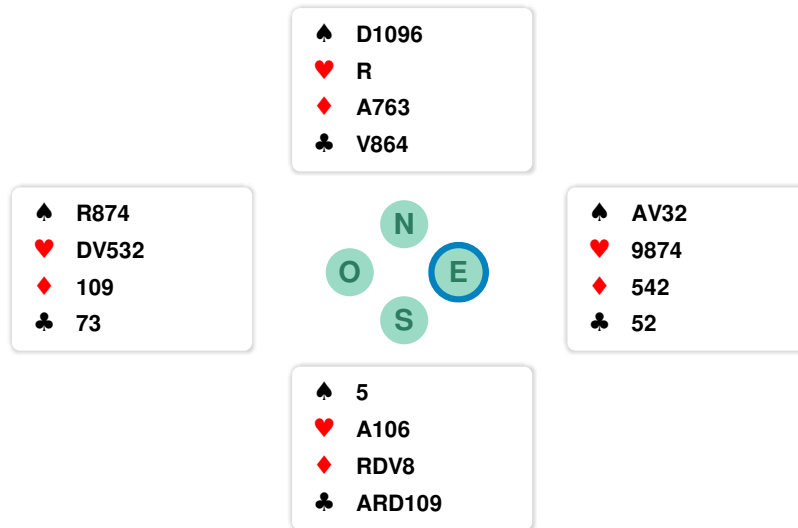 ♠ D1096
♥ R
♦ A763
♣ V864
♠ R874
♥ DV532
♦ 109
♣ 73
N
O
E
S
♠ AV32
♥ 9874
♦ 542
♣ 52
♠ 5
♥ A106
♦ RDV8
♣ ARD109